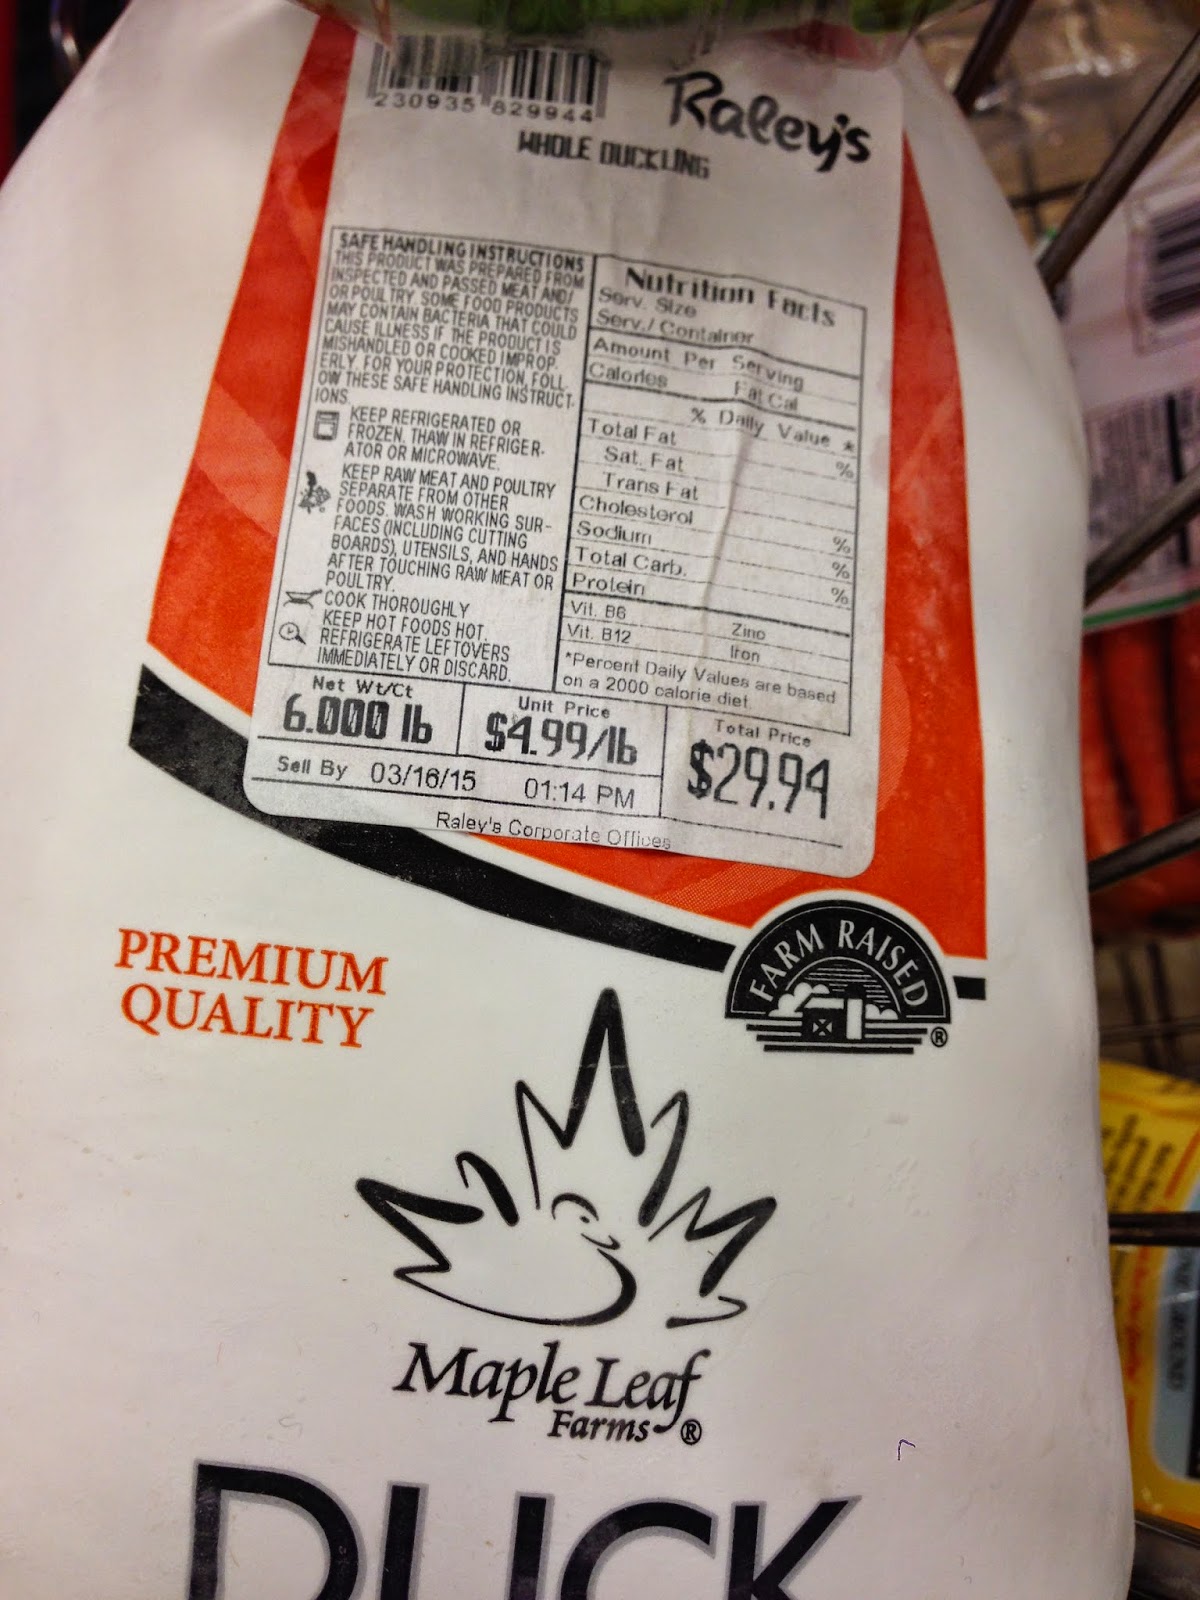 230935 829944
Raley's
WHOLE DUCKLING
SAFE HANDLING INSTRUCTIONS
THIS PRODUCT WAS PREPARED FROM
INSPECTED AND PASSED MEAT AND/
OR POULTRY. SOME FOOD PRODUCTS
MAY CONTAIN BACTERIA THAT COULD
CAUSE ILLNESS IF THE PRODUCT IS
MISHANDLED OR COOKED IMPROP.
ERLY. FOR YOUR PROTECTION, FOLL.
OW THESE SAFE HANDLING INSTRUCT-
IONS.
KEEP REFRIGERATED OR
FROZEN. THAW IN REFRIGER-
ATOR OR MICROWAVE.
KEEP RAW MEAT AND POULTRY
SEPARATE FROM OTHER
FOODS. WASH WORKING SUR-
FACES (INCLUDING CUTTING
BOARDS), UTENSILS, AND HANDS
AFTER TOUCHING RAW MEAT OR
POULTRY.
COOK THOROUGHLY
KEEP HOT FOODS HOT.
REFRIGERATE LEFTOVERS
IMMEDIATELY OR DISCARD.
Nutrition Facts
Serv. Size
Serv./ Container
Amount Per Serving
Calories Fat Cal
% Daily Value *
Total Fat %
Sat. Fat
Trans Fat
Cholesterol %
Sodium %
Total Carb. %
Protein
Vit. B6 Zinc
Vit. B12 Iron
*Percent Daily Values are based
on a 2000 calorie diet.
Net Wt/Ct
6.000 lb
Unit Price
$4.99/lb
Total Price
$29.94
Sell By 03/16/15 01:14 PM
Raley's Corporate Offices
FARM RAISED
®
PREMIUM
QUALITY
Maple Leaf
Farms®
DUCK